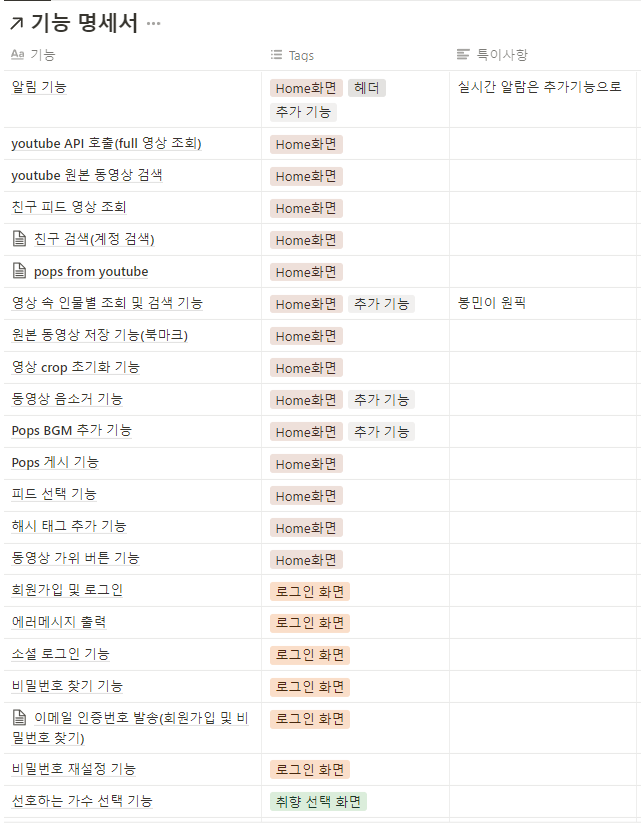 ↗ 기능 명세서 ···
Aa 기능 Tags 특이사항
알림 기능 Home화면 헤더 실시간 알람은 추가기능으로
추가 기능
youtube API 호출(full 영상 조회) Home화면
youtube 원본 동영상 검색 Home화면
친구 피드 영상 조회 Home화면
친구 검색(계정 검색) Home화면
pops from youtube Home화면
영상 속 인물별 조회 및 검색 기능 Home화면 추가 기능 봉민이 원픽
원본 동영상 저장 기능(북마크) Home화면
영상 crop 초기화 기능 Home화면
동영상 음소거 기능 Home화면 추가 기능
Pops BGM 추가 기능 Home화면 추가 기능
Pops 게시 기능 Home화면
피드 선택 기능 Home화면
해시 태그 추가 기능 Home화면
동영상 가위 버튼 기능 Home화면
회원가입 및 로그인 로그인 화면
에러메시지 출력 로그인 화면
소셜 로그인 기능 로그인 화면
비밀번호 찾기 기능 로그인 화면
이메일 인증번호 발송(회원가입 및 비 로그인 화면
밀번호 찾기)
비밀번호 재설정 기능 로그인 화면
선호하는 가수 선택 기능 취향 선택 화면